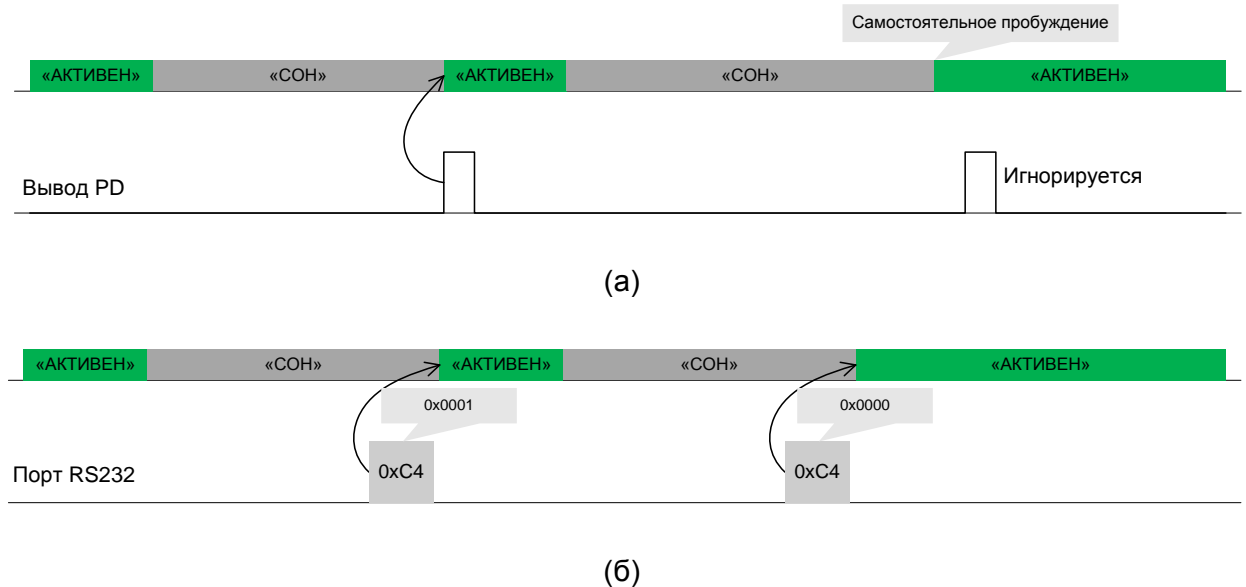 Самостоятельное пробуждение
«АКТИВЕН» «СОН» «АКТИВЕН» «СОН» «АКТИВЕН»
Вывод PD
Игнорируется
(а)
«АКТИВЕН» «СОН» «АКТИВЕН» «СОН» «АКТИВЕН»
0x0001 0x0000
Порт RS232 0xC4 0xC4
(б)